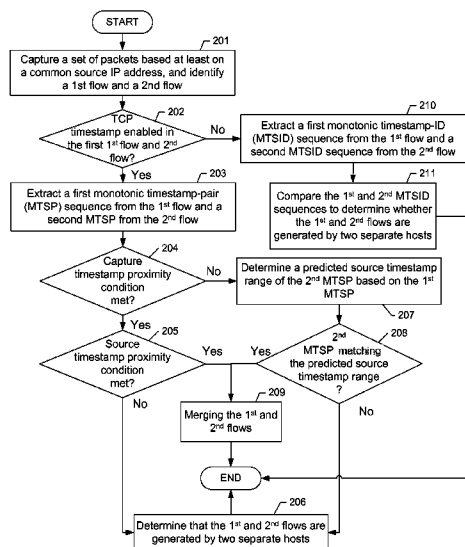 START
201
Capture a set of packets based at least on
a common source IP address, and identify
a 1st flow and a 2nd flow
202
TCP
timestamp enabled in
the first 1st flow and 2nd
flow?
No
Yes
210
Extract a first monotonic timestamp-ID
(MTSID) sequence from the 1st flow and
a second MTSID sequence from the 2nd flow
203
Extract a first monotonic timestamp-pair
(MTSP) sequence from the 1st flow and a
second MTSP from the 2nd flow
211
Compare the 1st and 2nd MTSID
sequences to determine whether
the 1st and 2nd flows are
generated by two separate hosts
204
Capture
timestamp proximity
condition
met?
No
Yes
Determine a predicted source timestamp
range of the 2nd MTSP based on the 1st
MTSP
207
205
Source
timestamp proximity
condition
met?
Yes
No
208
2nd
MTSP matching
the predicted source
timestamp range
?
Yes
No
209
Merging the 1st and
2nd flows
END
206
Determine that the 1st and 2nd flows are
generated by two separate hosts